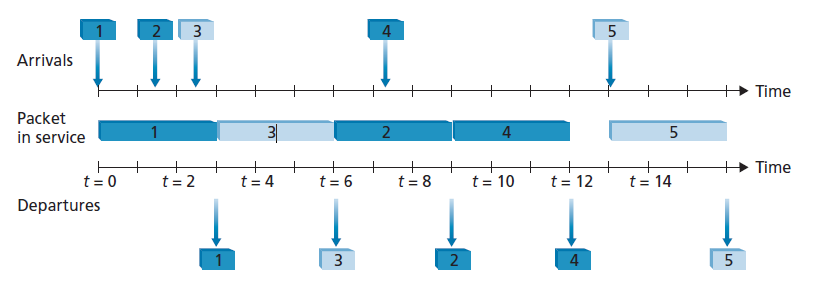 1 2 3 4 5
Arrivals
Time
Packet
in service
1 3 2 4 5
Time
t = 0 t = 2 t = 4 t = 6 t = 8 t = 10 t = 12 t = 14
Departures
1 3 2 4 5